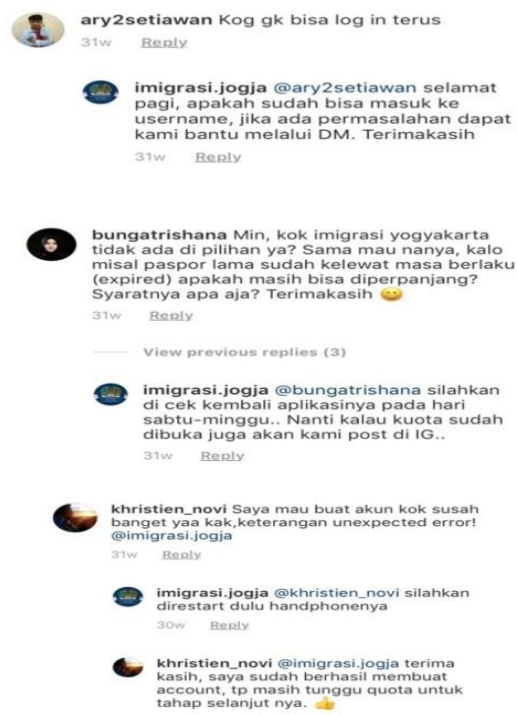 ary2setiawan Kog gk bisa log in terus
31w Reply
imigrasi.jogja @ary2setiawan selamat
pagi, apakah sudah bisa masuk ke
username, jika ada permasalahan dapat
kami bantu melalui DM. Terimakasih
31w Reply
bungatrishana Min, kok imigrasi yogyakarta
tidak ada di pilihan ya? Sama mau nanya, kalo
misal paspor lama sudah kelewat masa berlaku
(expired) apakah masih bisa diperpanjang?
Syaratnya apa aja? Terimakasih 😊
31w Reply
View previous replies (3)
imigrasi.jogja @bungatrishana silahkan
di cek kembali aplikasinya pada hari
sabtu-minggu.. Nanti kalau kuota sudah
dibuka juga akan kami post di IG..
31w Reply
khristien_novi Saya mau buat akun kok susah
banget yaa kak,keterangan unexpected error!
@imigrasi.jogja
31w Reply
imigrasi.jogja @khristien_novi silahkan
direstart dulu handphonenya
30w Reply
khristien_novi @imigrasi.jogja terima
kasih, saya sudah berhasil membuat
account, tp masih tunggu quota untuk
tahap selanjut nya. 👍